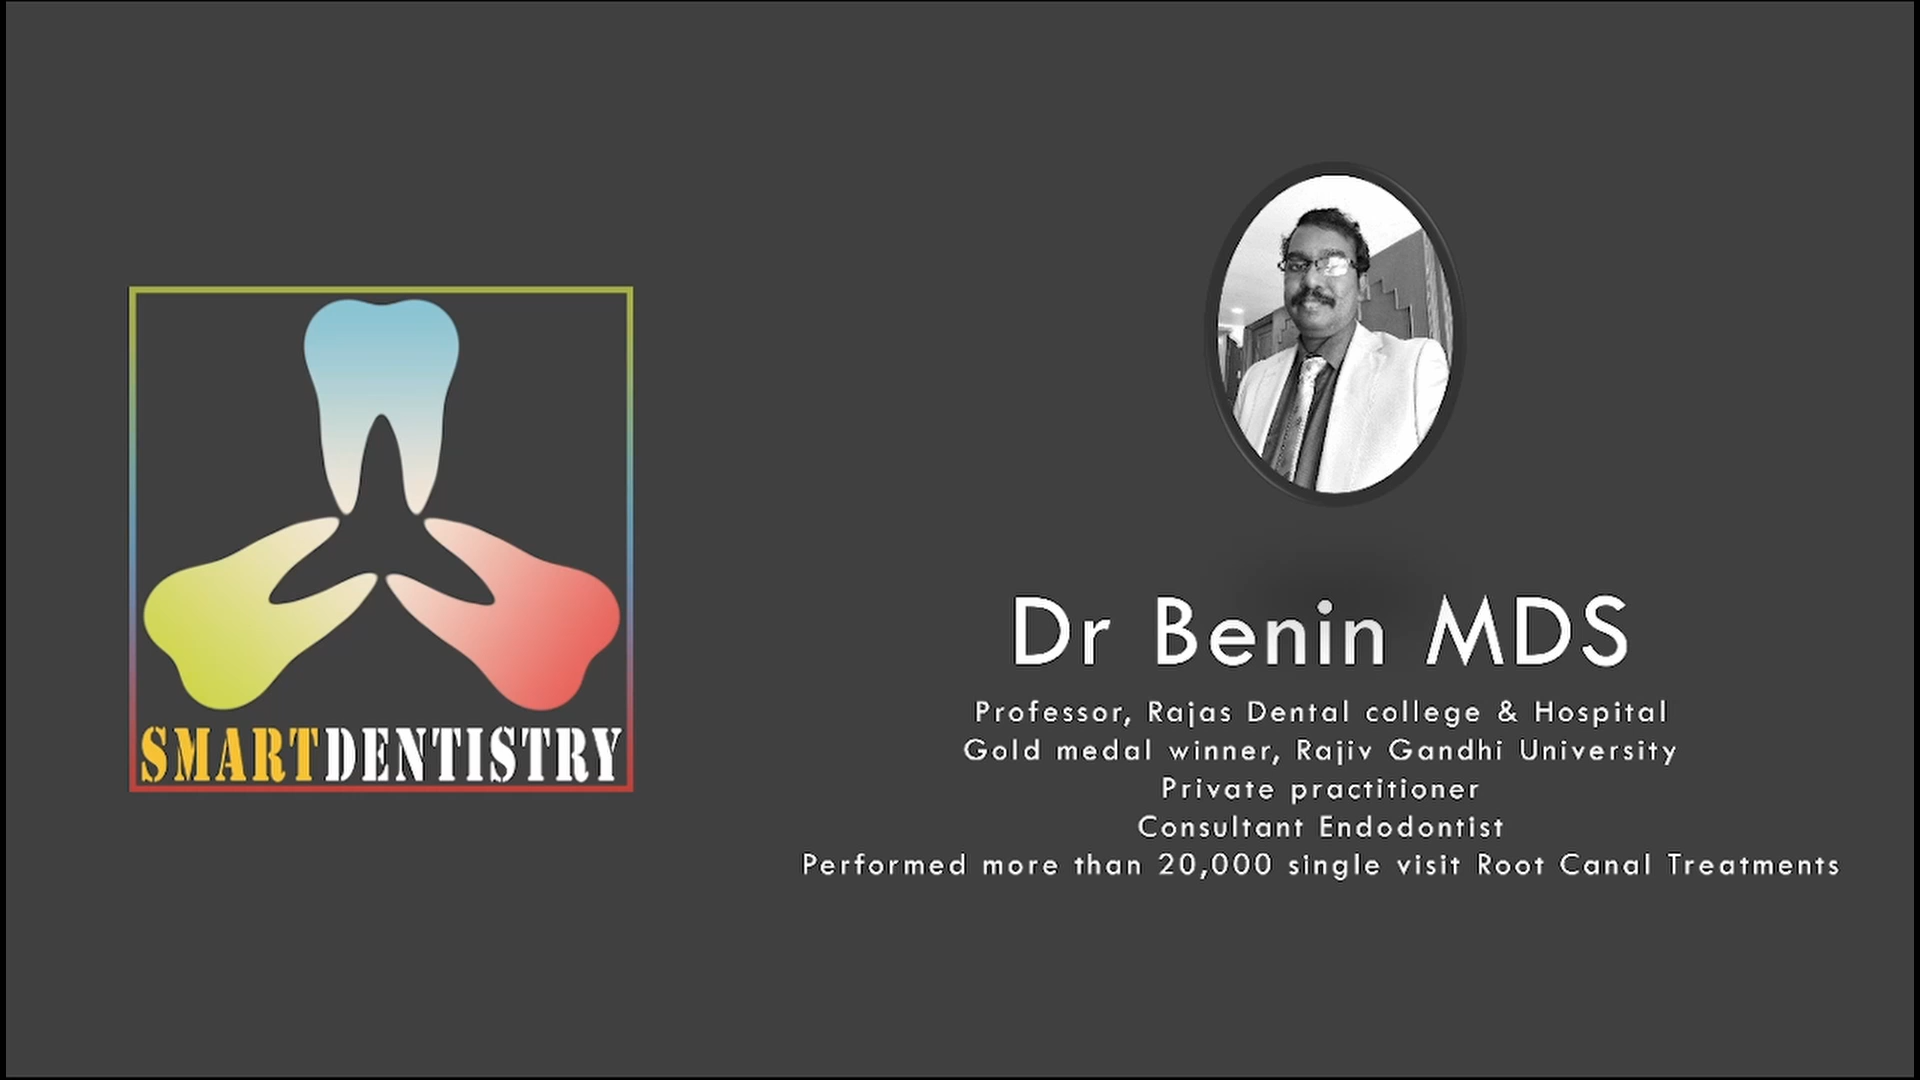 SMARTDENTISTRY
Dr Benin MDS
Professor, Rajas Dental college & Hospital
Gold medal winner, Rajiv Gandhi University
Private practitioner
Consultant Endodontist
Performed more than 20,000 single visit Root Canal Treatments